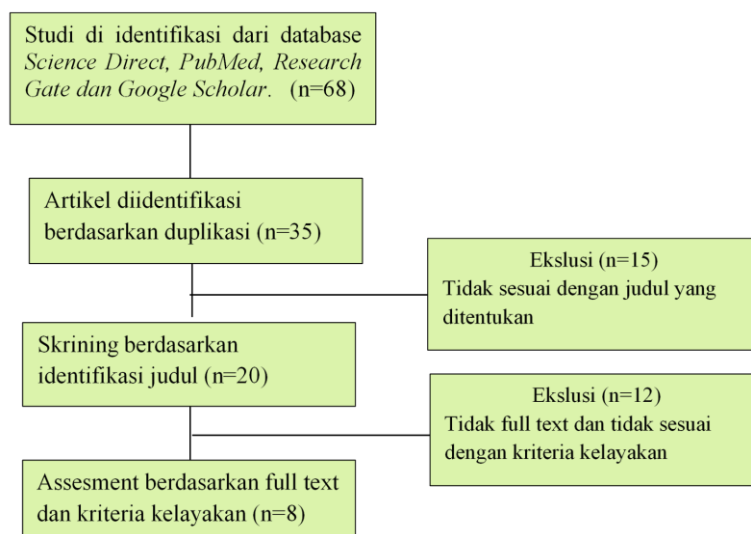 Studi di identifikasi dari database
Science Direct, PubMed, Research
Gate dan Google Scholar. (n=68)
Artikel diidentifikasi
berdasarkan duplikasi (n=35)
Ekslusi (n=15)
Tidak sesuai dengan judul yang
ditentukan
Skrining berdasarkan
identifikasi judul (n=20)
Ekslusi (n=12)
Tidak full text dan tidak sesuai
dengan kriteria kelayakan
Assesment berdasarkan full text
dan kriteria kelayakan (n=8)